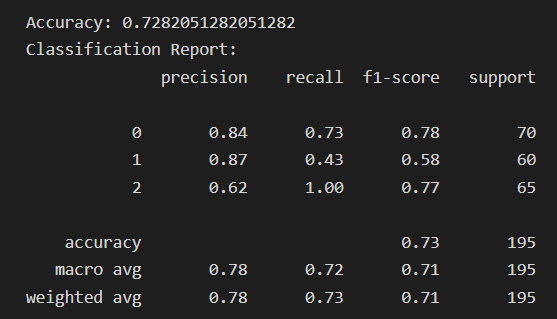 Accuracy: 0.7282051282051282
Classification Report:
precision recall f1-score support
0 0.84 0.73 0.78 70
1 0.87 0.43 0.58 60
2 0.62 1.00 0.77 65
accuracy 0.73 195
macro avg 0.78 0.72 0.71 195
weighted avg 0.78 0.73 0.71 195